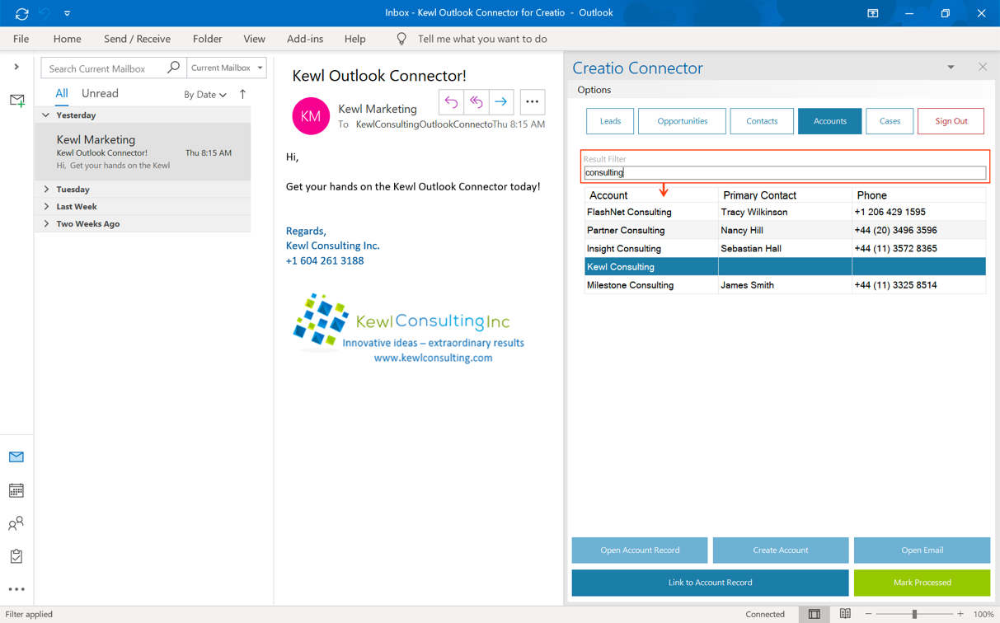 Inbox - Kewl Outlook Connector for Creatio - Outlook
File Home Send / Receive Folder View Add-ins Help Tell me what you want to do
Search Current Mailbox Current Mailbox
All Unread By Date
Yesterday
Kewl Marketing
Kewl Outlook Connector! Thu 8:15 AM
Hi, Get your hands on the Kewl
Tuesday
Last Week
Two Weeks Ago
Kewl Outlook Connector!
KM
Kewl Marketing
To KewlConsultingOutlookConnecto Thu 8:15 AM
Hi,
Get your hands on the Kewl Outlook Connector today!
Regards,
Kewl Consulting Inc.
+1 604 261 3188
KewlConsultingInc
Innovative ideas – extraordinary results
www.kewlconsulting.com
Creatio Connector
Options
Leads Opportunities Contacts Accounts Cases Sign Out
Result Filter
consulting
Account Primary Contact Phone
FlashNet Consulting Tracy Wilkinson +1 206 429 1595
Partner Consulting Nancy Hill +44 (20) 3496 3596
Insight Consulting Sebastian Hall +44 (11) 3572 8365
Kewl Consulting
Milestone Consulting James Smith +44 (11) 3325 8514
Open Account Record Create Account Open Email
Link to Account Record Mark Processed
Filter applied Connected 100%